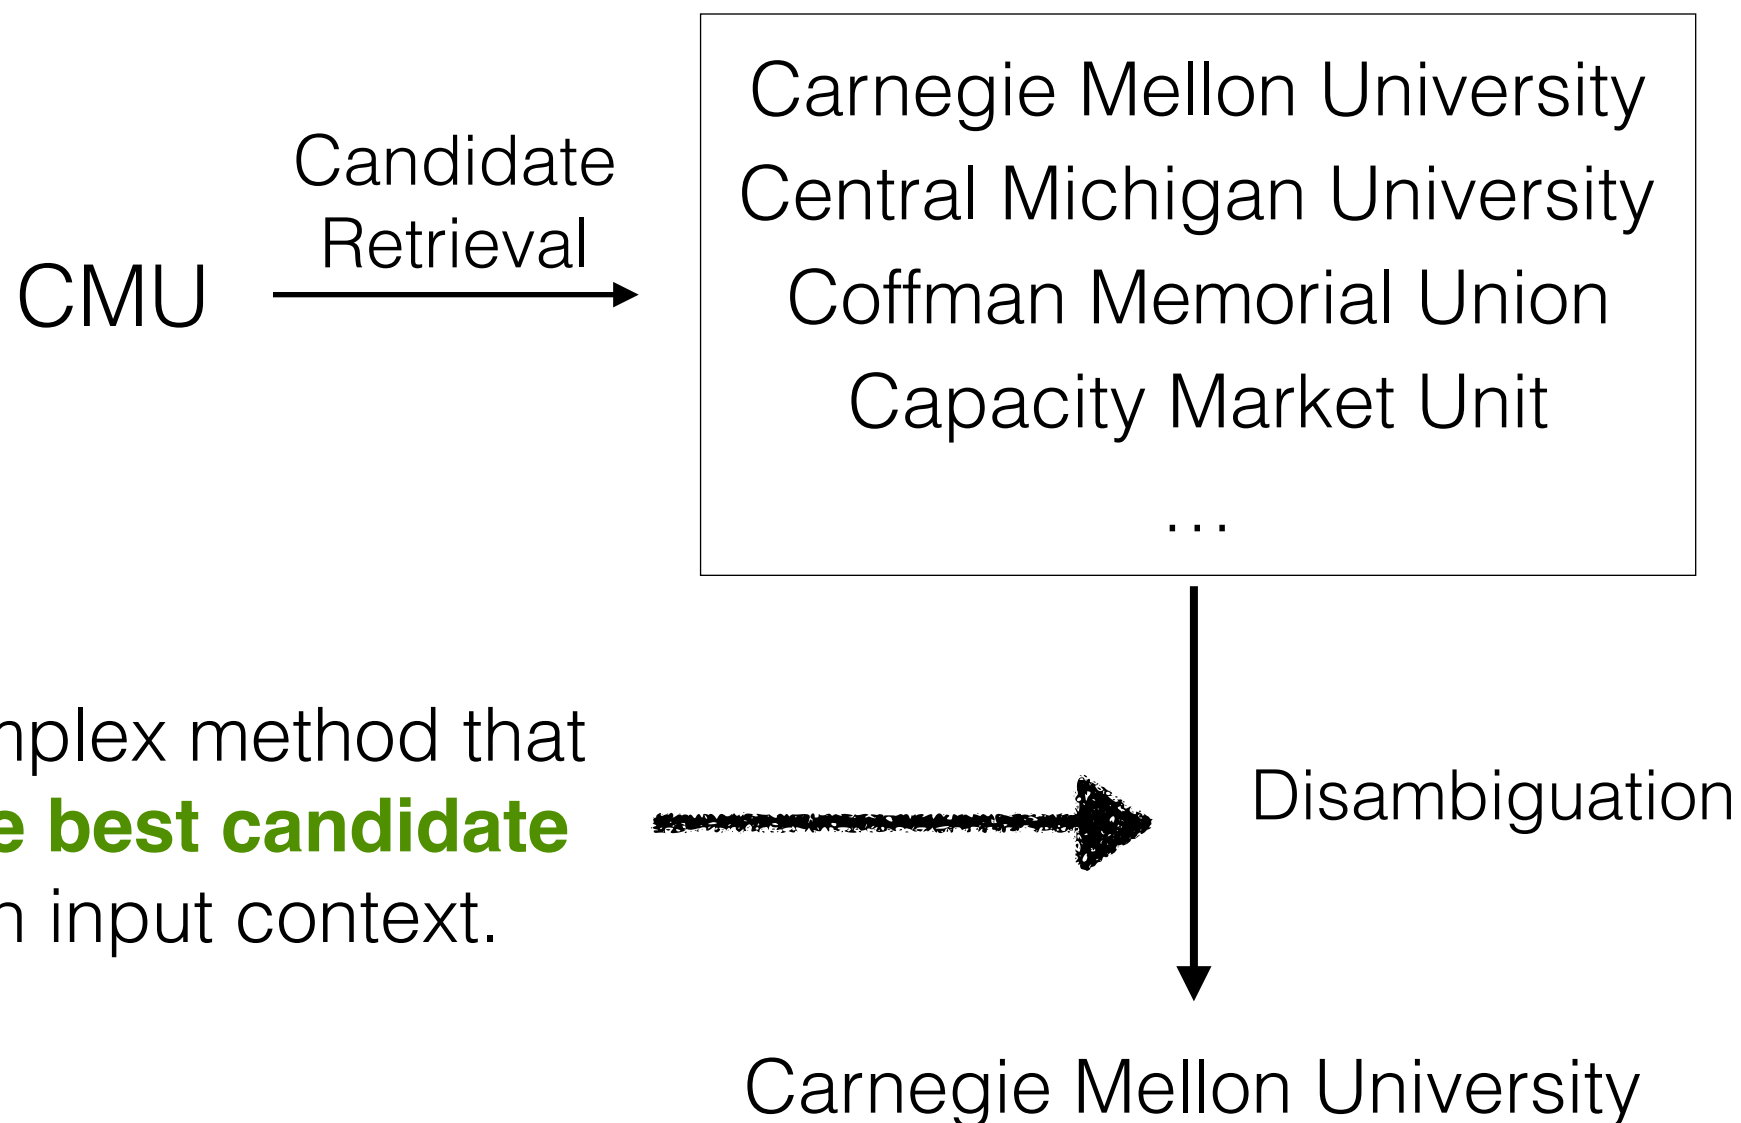 CMU
Candidate
Retrieval
Carnegie Mellon University
Central Michigan University
Coffman Memorial Union
Capacity Market Unit
...
method that
best candidate
input context.
Disambiguation
Carnegie Mellon University